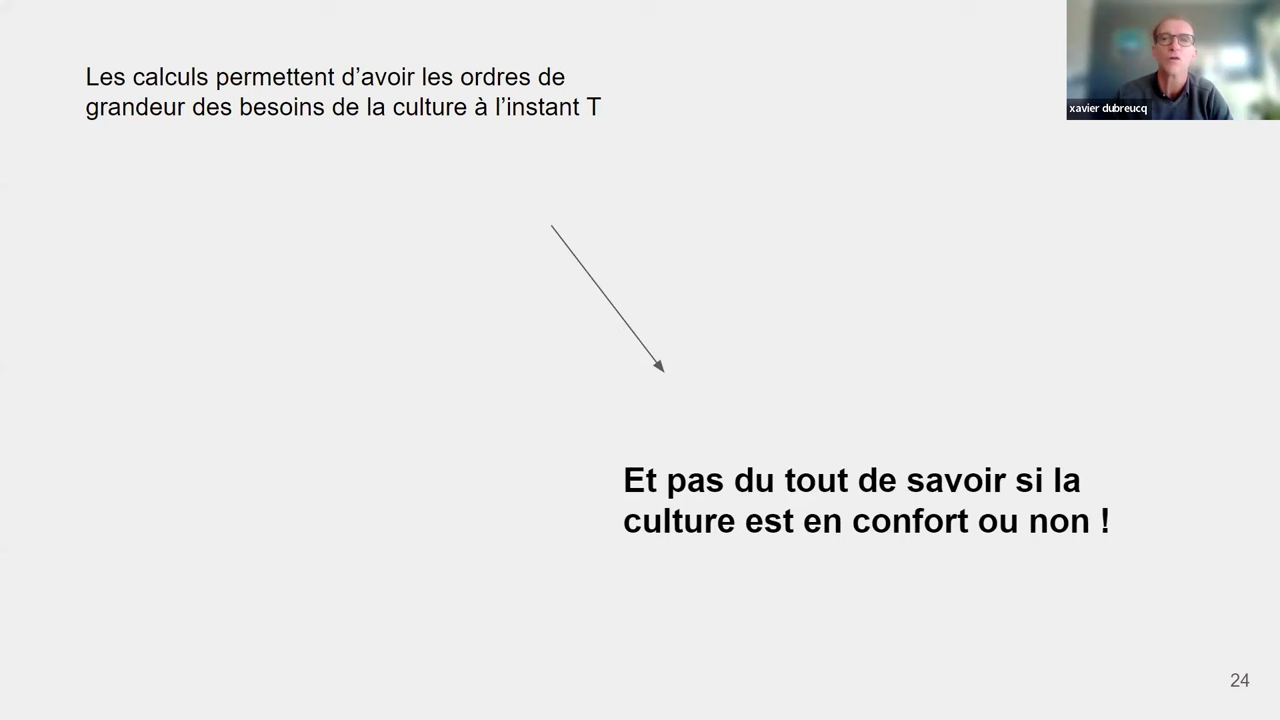 Les calculs permettent d’avoir les ordres de
grandeur des besoins de la culture à l’instant T
xavier dubreucq
Et pas du tout de savoir si la
culture est en confort ou non !
24